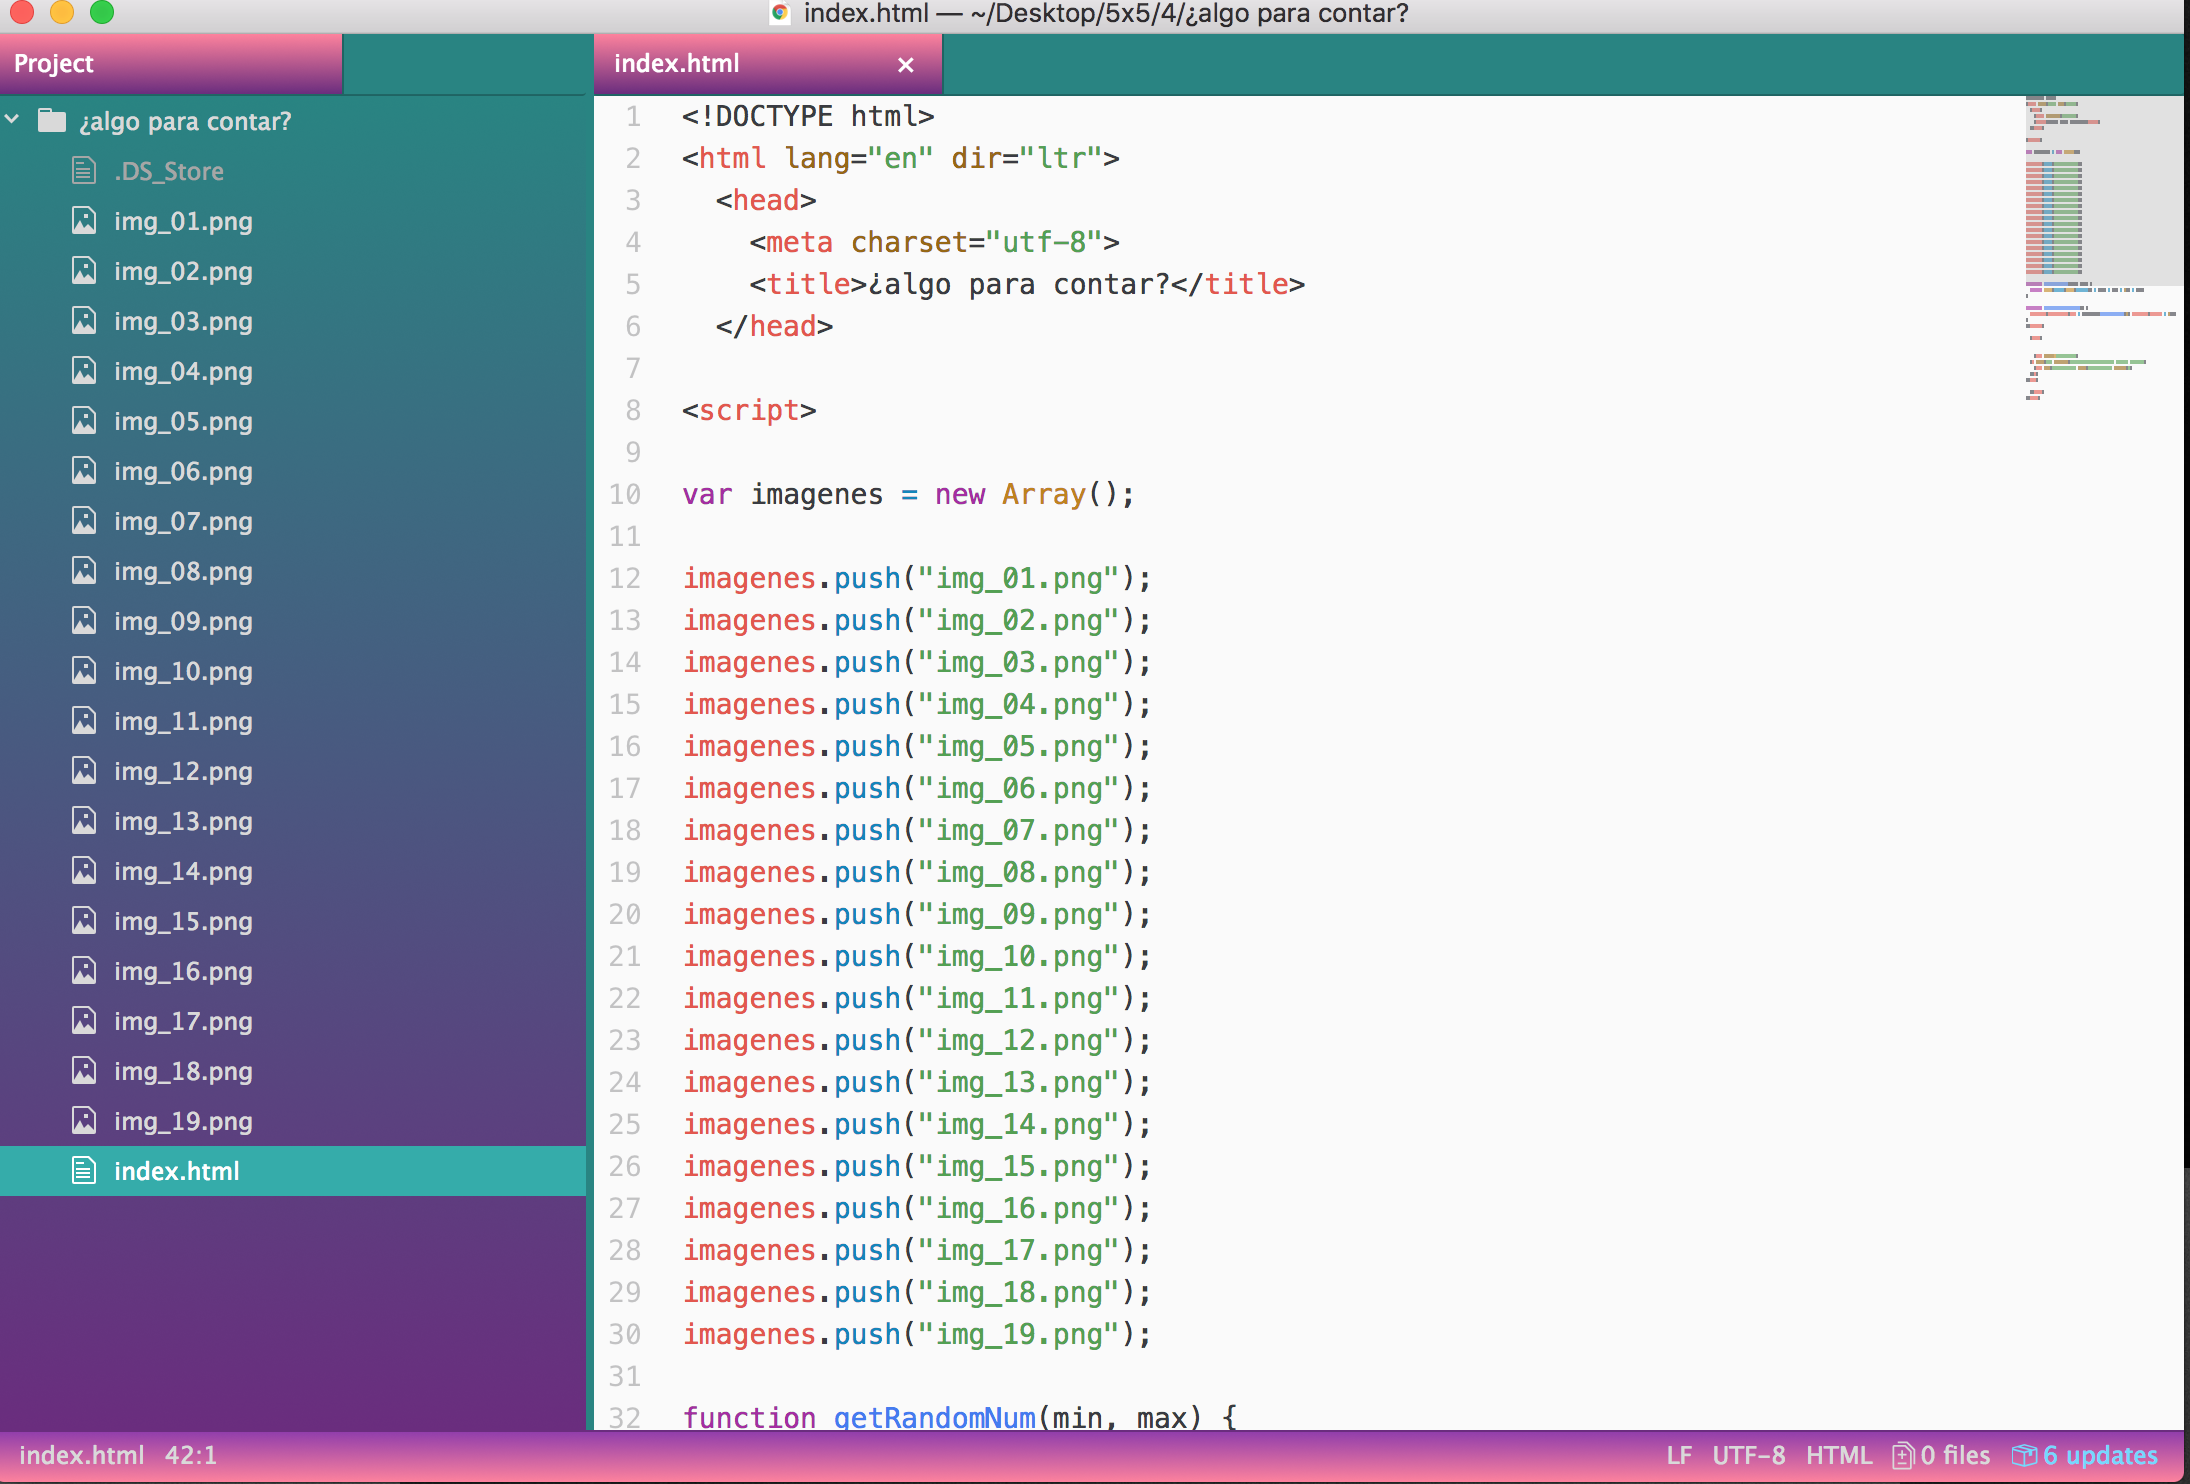 index.html — ~/Desktop/5x5/4/¿algo para contar?
Project
¿algo para contar?
.DS_Store
img_01.png
img_02.png
img_03.png
img_04.png
img_05.png
img_06.png
img_07.png
img_08.png
img_09.png
img_10.png
img_11.png
img_12.png
img_13.png
img_14.png
img_15.png
img_16.png
img_17.png
img_18.png
img_19.png
index.html
index.html ×
1 <!DOCTYPE html>
2 <html lang="en" dir="ltr">
3   <head>
4     <meta charset="utf-8">
5     <title>¿algo para contar?</title>
6   </head>
7
8 <script>
9
10 var imagenes = new Array();
11
12 imagenes.push("img_01.png");
13 imagenes.push("img_02.png");
14 imagenes.push("img_03.png");
15 imagenes.push("img_04.png");
16 imagenes.push("img_05.png");
17 imagenes.push("img_06.png");
18 imagenes.push("img_07.png");
19 imagenes.push("img_08.png");
20 imagenes.push("img_09.png");
21 imagenes.push("img_10.png");
22 imagenes.push("img_11.png");
23 imagenes.push("img_12.png");
24 imagenes.push("img_13.png");
25 imagenes.push("img_14.png");
26 imagenes.push("img_15.png");
27 imagenes.push("img_16.png");
28 imagenes.push("img_17.png");
29 imagenes.push("img_18.png");
30 imagenes.push("img_19.png");
31
32 function getRandomNum(min, max) {
index.html 42:1
LF UTF-8 HTML 0 files 6 updates